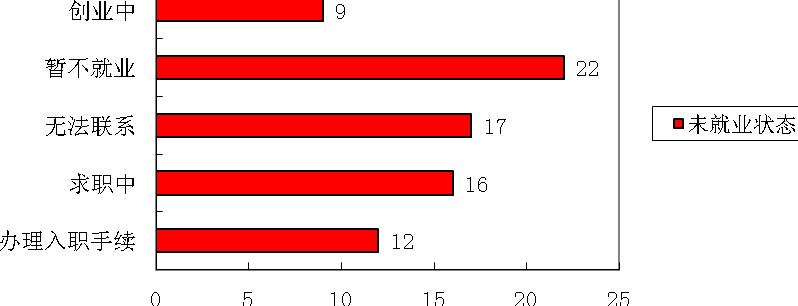 创业中 9
暂不就业 22
无法联系 17
未就业状态
求职中 16
办理入职手续 12
0 5 10 15 20 25